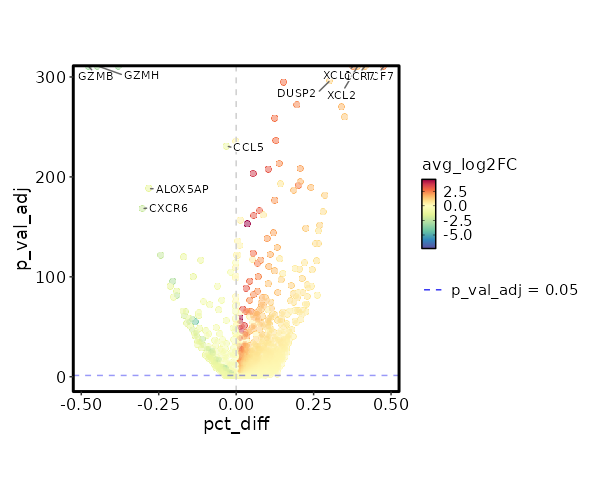 300
GZMB
GZMH
XCL1
CCR7
TCF7
DUSP2
XCL2
CCL5
200
ALOX5AP
CXCR6
100
0
-0.50
-0.25
0.00
0.25
0.50
pct_diff
p_val_adj
avg_log2FC
2.5
0.0
-2.5
-5.0
p_val_adj = 0.05